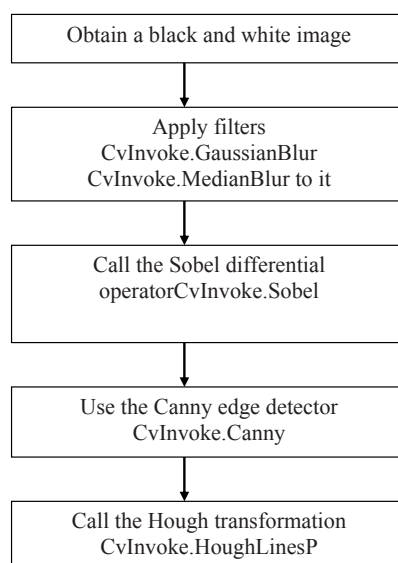 Obtain a black and white image
Apply filters
CvInvoke.GaussianBlur
CvInvoke.MedianBlur to it
Call the Sobel differential
operatorCvInvoke.Sobel
Use the Canny edge detector
CvInvoke.Canny
Call the Hough transformation
CvInvoke.HoughLinesP